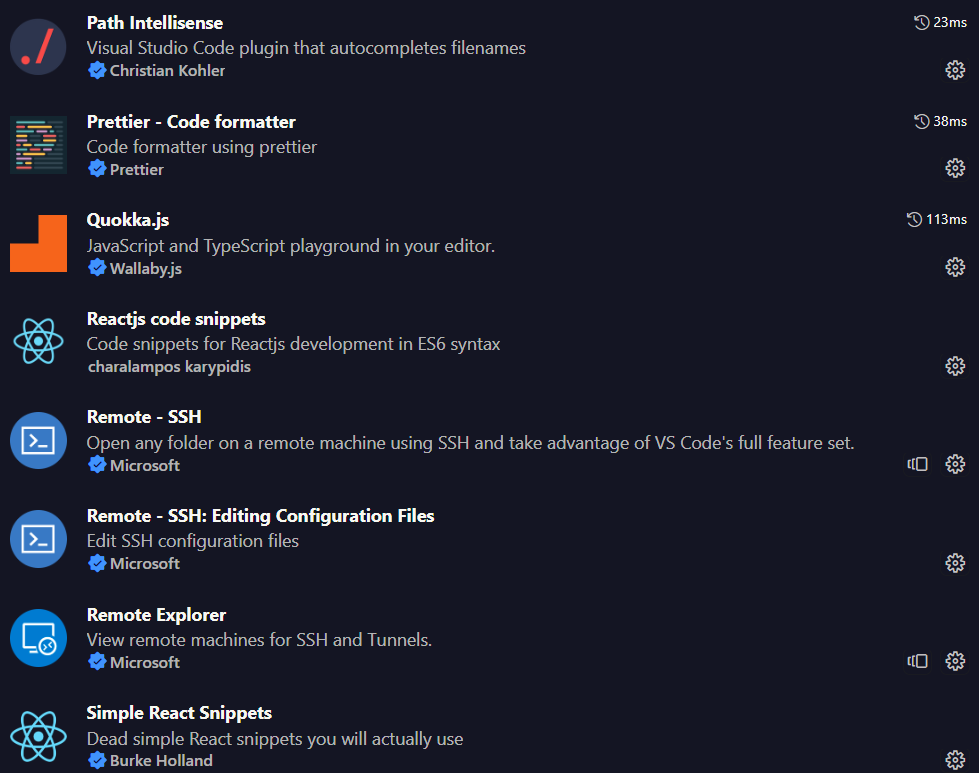 Path Intellisense
23ms
Visual Studio Code plugin that autocompletes filenames
Christian Kohler
Prettier - Code formatter
38ms
Code formatter using prettier
Prettier
Quokka.js
113ms
JavaScript and TypeScript playground in your editor.
Wallaby.js
Reactjs code snippets
Code snippets for Reactjs development in ES6 syntax
charalampos karypidis
Remote - SSH
Open any folder on a remote machine using SSH and take advantage of VS Code's full feature set.
Microsoft
Remote - SSH: Editing Configuration Files
Edit SSH configuration files
Microsoft
Remote Explorer
View remote machines for SSH and Tunnels.
Microsoft
Simple React Snippets
Dead simple React snippets you will actually use
Burke Holland